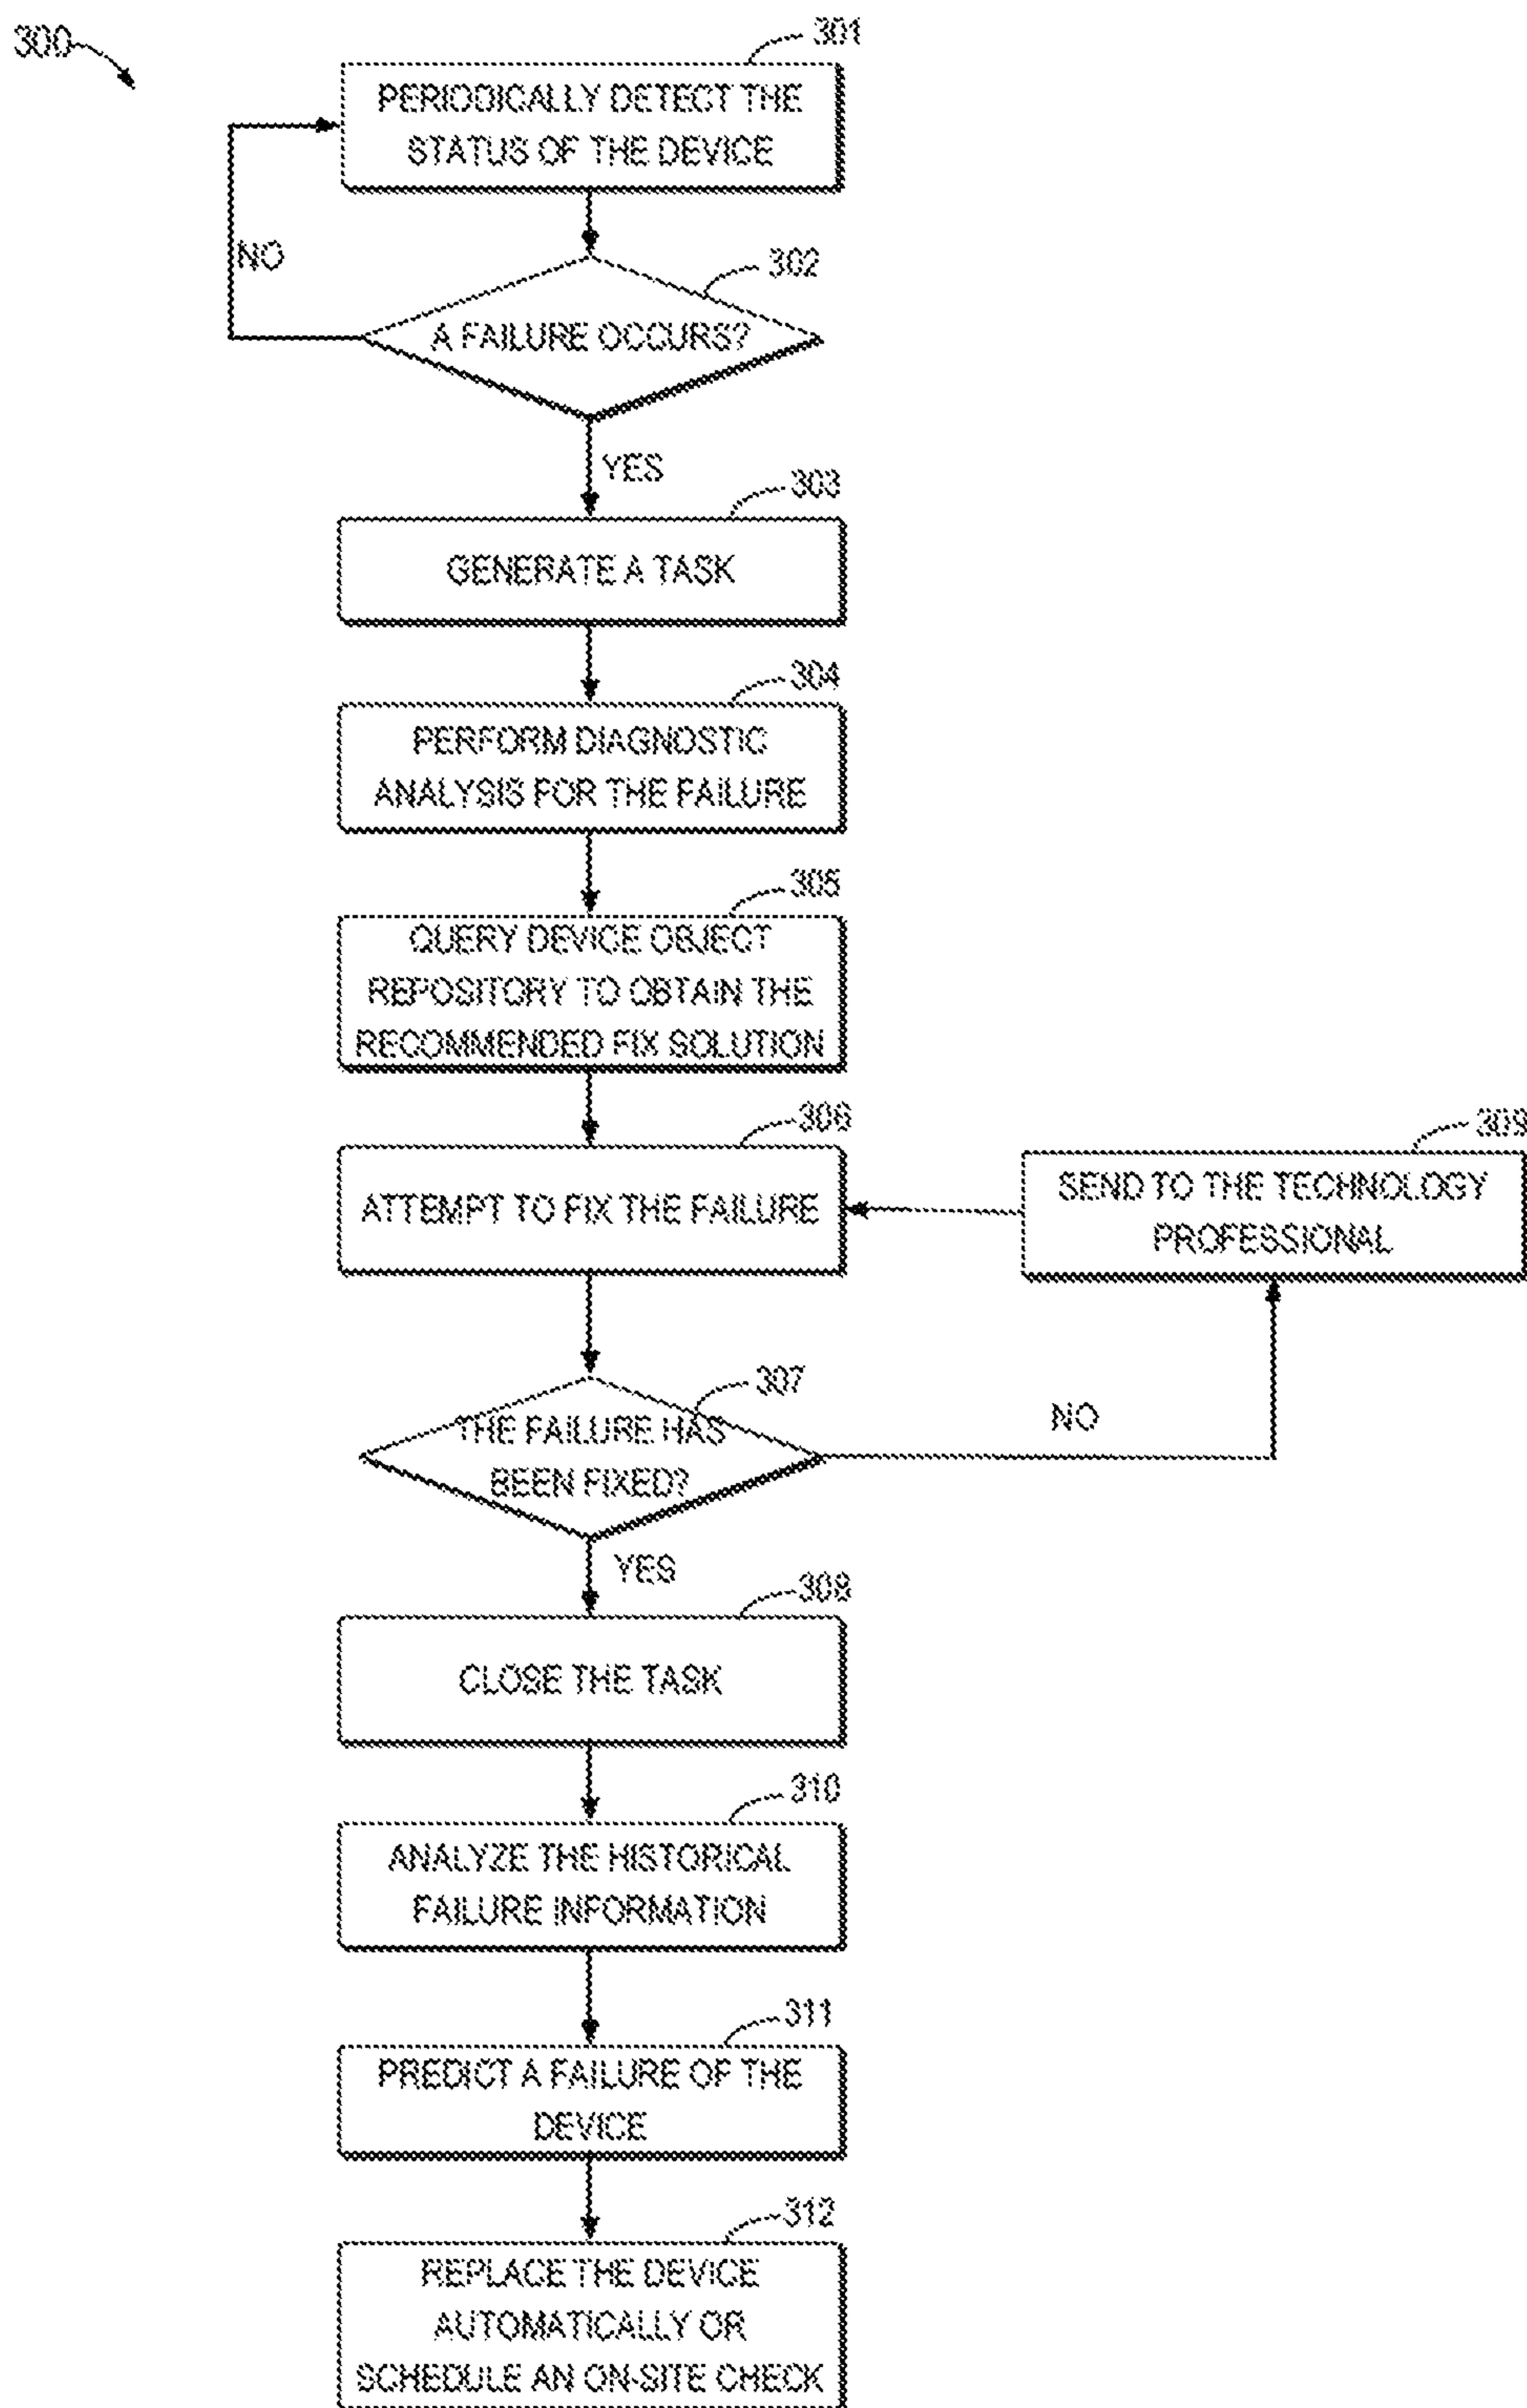 300
301
PERIODICALLY DETECT THE
STATUS OF THE DEVICE
NO
302
A FAILURE OCCURS?
YES
303
GENERATE A TASK
304
PERFORM DIAGNOSTIC
ANALYSIS FOR THE FAILURE
305
QUERY DEVICE OBJECT
REPOSITORY TO OBTAIN THE
RECOMMENDED FIX SOLUTION
306
ATTEMPT TO FIX THE FAILURE
309
SEND TO THE TECHNOLOGY
PROFESSIONAL
307
THE FAILURE HAS
BEEN FIXED?
NO
YES
308
CLOSE THE TASK
310
ANALYZE THE HISTORICAL
FAILURE INFORMATION
311
PREDICT A FAILURE OF THE
DEVICE
312
REPLACE THE DEVICE
AUTOMATICALLY OR
SCHEDULE AN ON-SITE CHECK